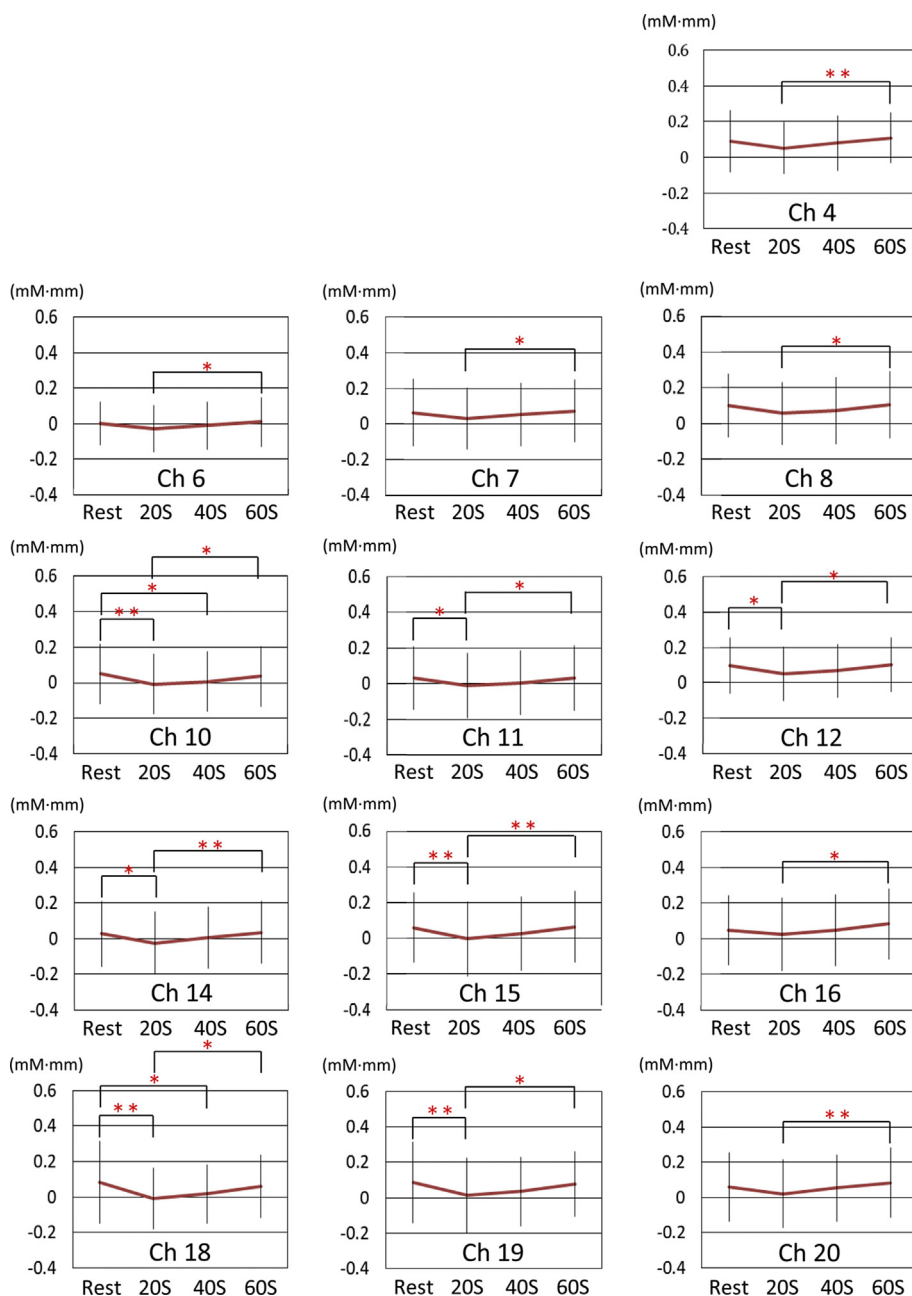 (mM·mm)
0.6
**
0.4
0.2
0
-0.2
Ch 4
-0.4
Rest 20S 40S 60S
(mM·mm) (mM·mm) (mM·mm)
0.6 0.6 0.6
0.4 * 0.4 * 0.4 *
0.2 0.2 0.2
0 0 0
-0.2 -0.2 -0.2
Ch 6 Ch 7 Ch 8
-0.4 -0.4 -0.4
Rest 20S 40S 60S Rest 20S 40S 60S Rest 20S 40S 60S
(mM·mm) * (mM·mm) (mM·mm)
0.6 * 0.6 * 0.6 *
0.4 ** 0.4 * 0.4 *
0.2 0.2 0.2
0 0 0
-0.2 -0.2 -0.2
Ch 10 Ch 11 Ch 12
-0.4 -0.4 -0.4
Rest 20S 40S 60S Rest 20S 40S 60S Rest 20S 40S 60S
(mM·mm) (mM·mm) (mM·mm)
0.6 ** 0.6 ** 0.6
0.4 * 0.4 ** 0.4 *
0.2 0.2 0.2
0 0 0
-0.2 -0.2 -0.2
Ch 14 Ch 15 Ch 16
-0.4 -0.4 -0.4
Rest 20S 40S 60S Rest 20S 40S 60S Rest 20S 40S 60S
(mM·mm) * (mM·mm) (mM·mm)
0.6 * 0.6 * 0.6
0.4 ** 0.4 ** 0.4 **
0.2 0.2 0.2
0 0 0
-0.2 -0.2 -0.2
Ch 18 Ch 19 Ch 20
-0.4 -0.4 -0.4
Rest 20S 40S 60S Rest 20S 40S 60S Rest 20S 40S 60S